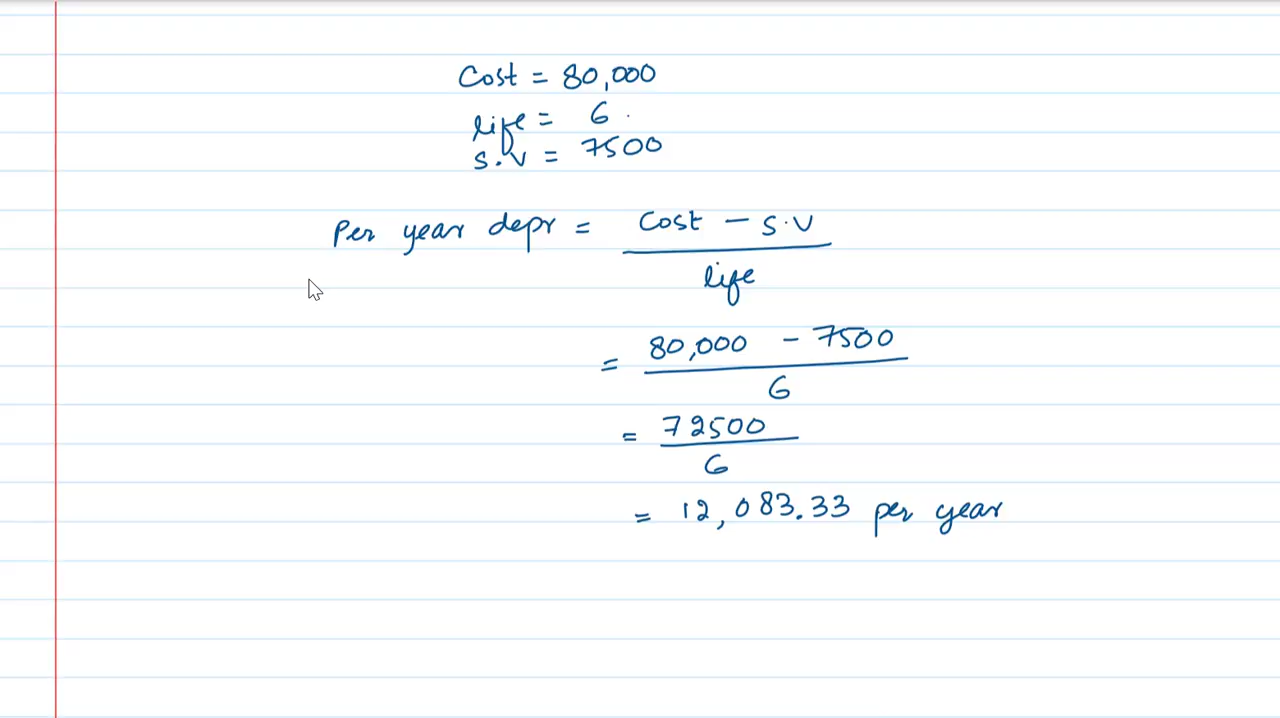 Cost = 80,000
life = 6
S.V = 7500
Per year depr = Cost - S.V
life
= 80,000 - 7500
6
= 72500
6
= 12,083.33 per year